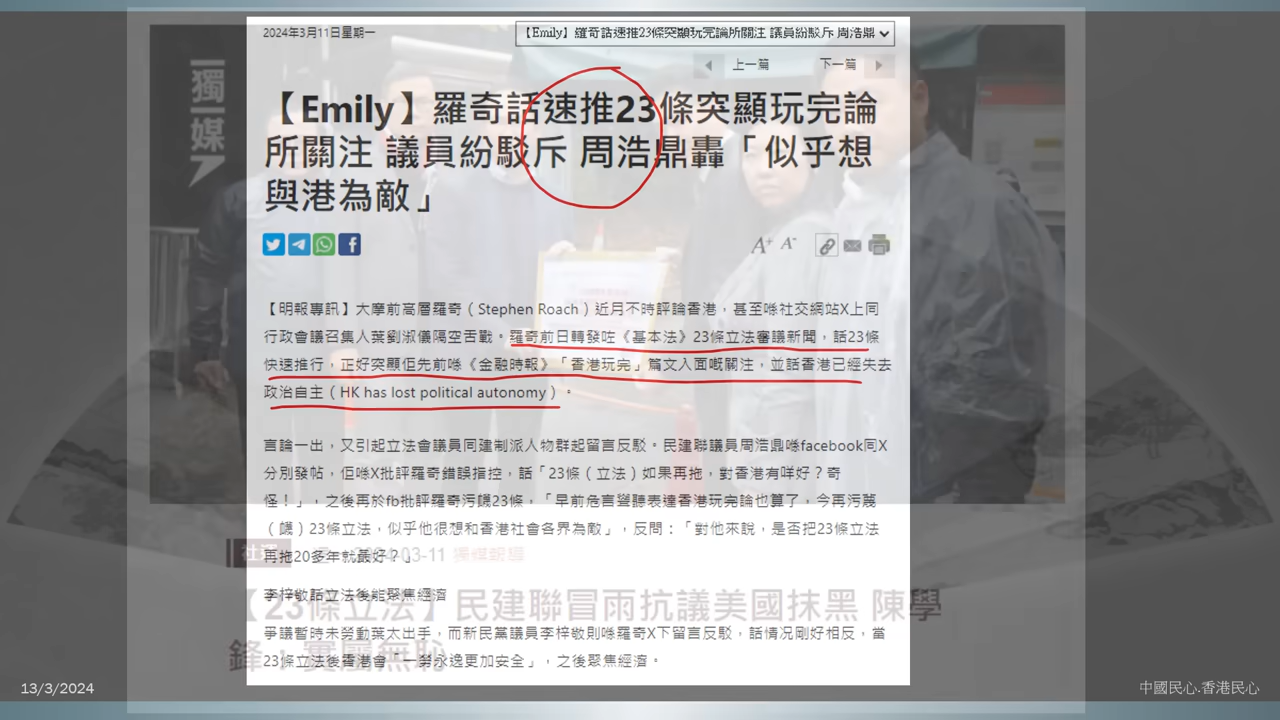 2024年3月11日星期一
【Emily】羅奇話速推23條突顯玩完論所關注 議員紛駁斥 周浩鼎
上一篇 下一篇
獨媒
【Emily】羅奇話速推23條突顯玩完論
所關注 議員紛駁斥 周浩鼎轟「似乎想
與港為敵」
A+ A-
【明報專訊】大摩前高層羅奇（Stephen Roach）近月不時評論香港，甚至喺社交網站X上同
行政會議召集人葉劉淑儀隔空舌戰。羅奇前日轉發咗《基本法》23條立法審議新聞，話23條
快速推行，正好突顯佢先前喺《金融時報》「香港玩完」篇文入面嘅關注，並話香港已經失去
政治自主（HK has lost political autonomy）。
言論一出，又引起立法會議員同建制派人物群起留言反駁。民建聯議員周浩鼎喺facebook同X
分別發帖，佢喺X批評羅奇錯誤指控，話「23條（立法）如果再拖，對香港有咩好？奇
怪！」，之後再於fb批評羅奇污衊23條，「早前危言聳聽表達香港玩完論也算了，今再污蔑
（衊）23條立法，似乎他很想和香港社會各界為敵」，反問：「對他來說，是否把23條立法
再拖20多年就最好？」
社運
03-11
李梓敬話立法後能聚焦經濟
【23條立法】民建聯冒雨抗議美國抹黑 陳學
爭議暫時未勞動葉太出手，而新民黨議員李梓敬則喺羅奇X下留言反駁，話情況剛好相反，當
鋒：實屬無恥
23條立法後香港會「一勞永逸更加安全」，之後聚焦經濟。
13/3/2024
中國民心.香港民心